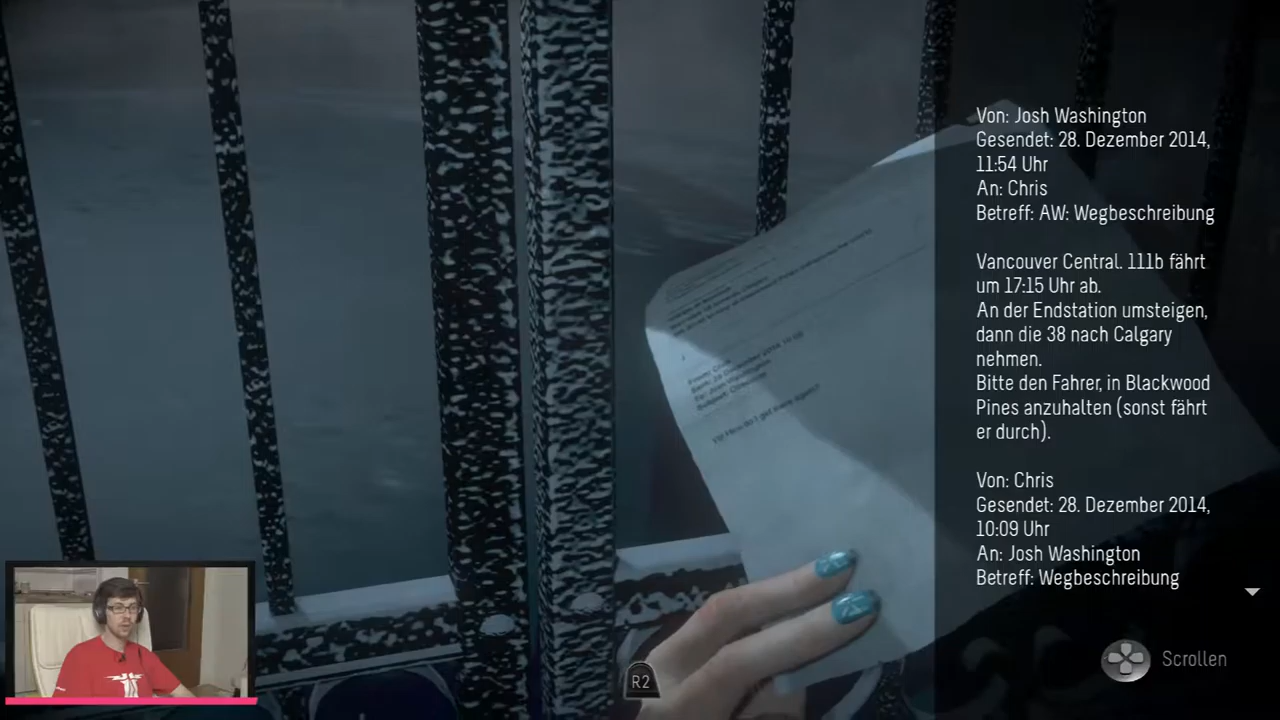 Von: Josh Washington
Gesendet: 28. Dezember 2014,
11:54 Uhr
An: Chris
Betreff: AW: Wegbeschreibung
Vancouver Central. 111b fährt
um 17:15 Uhr ab.
An der Endstation umsteigen,
dann die 38 nach Calgary
nehmen.
Bitte den Fahrer, in Blackwood
Pines anzuhalten (sonst fährt
er durch).
Von: Chris
Gesendet: 28. Dezember 2014,
10:09 Uhr
An: Josh Washington
Betreff: Wegbeschreibung
Scrollen
R2